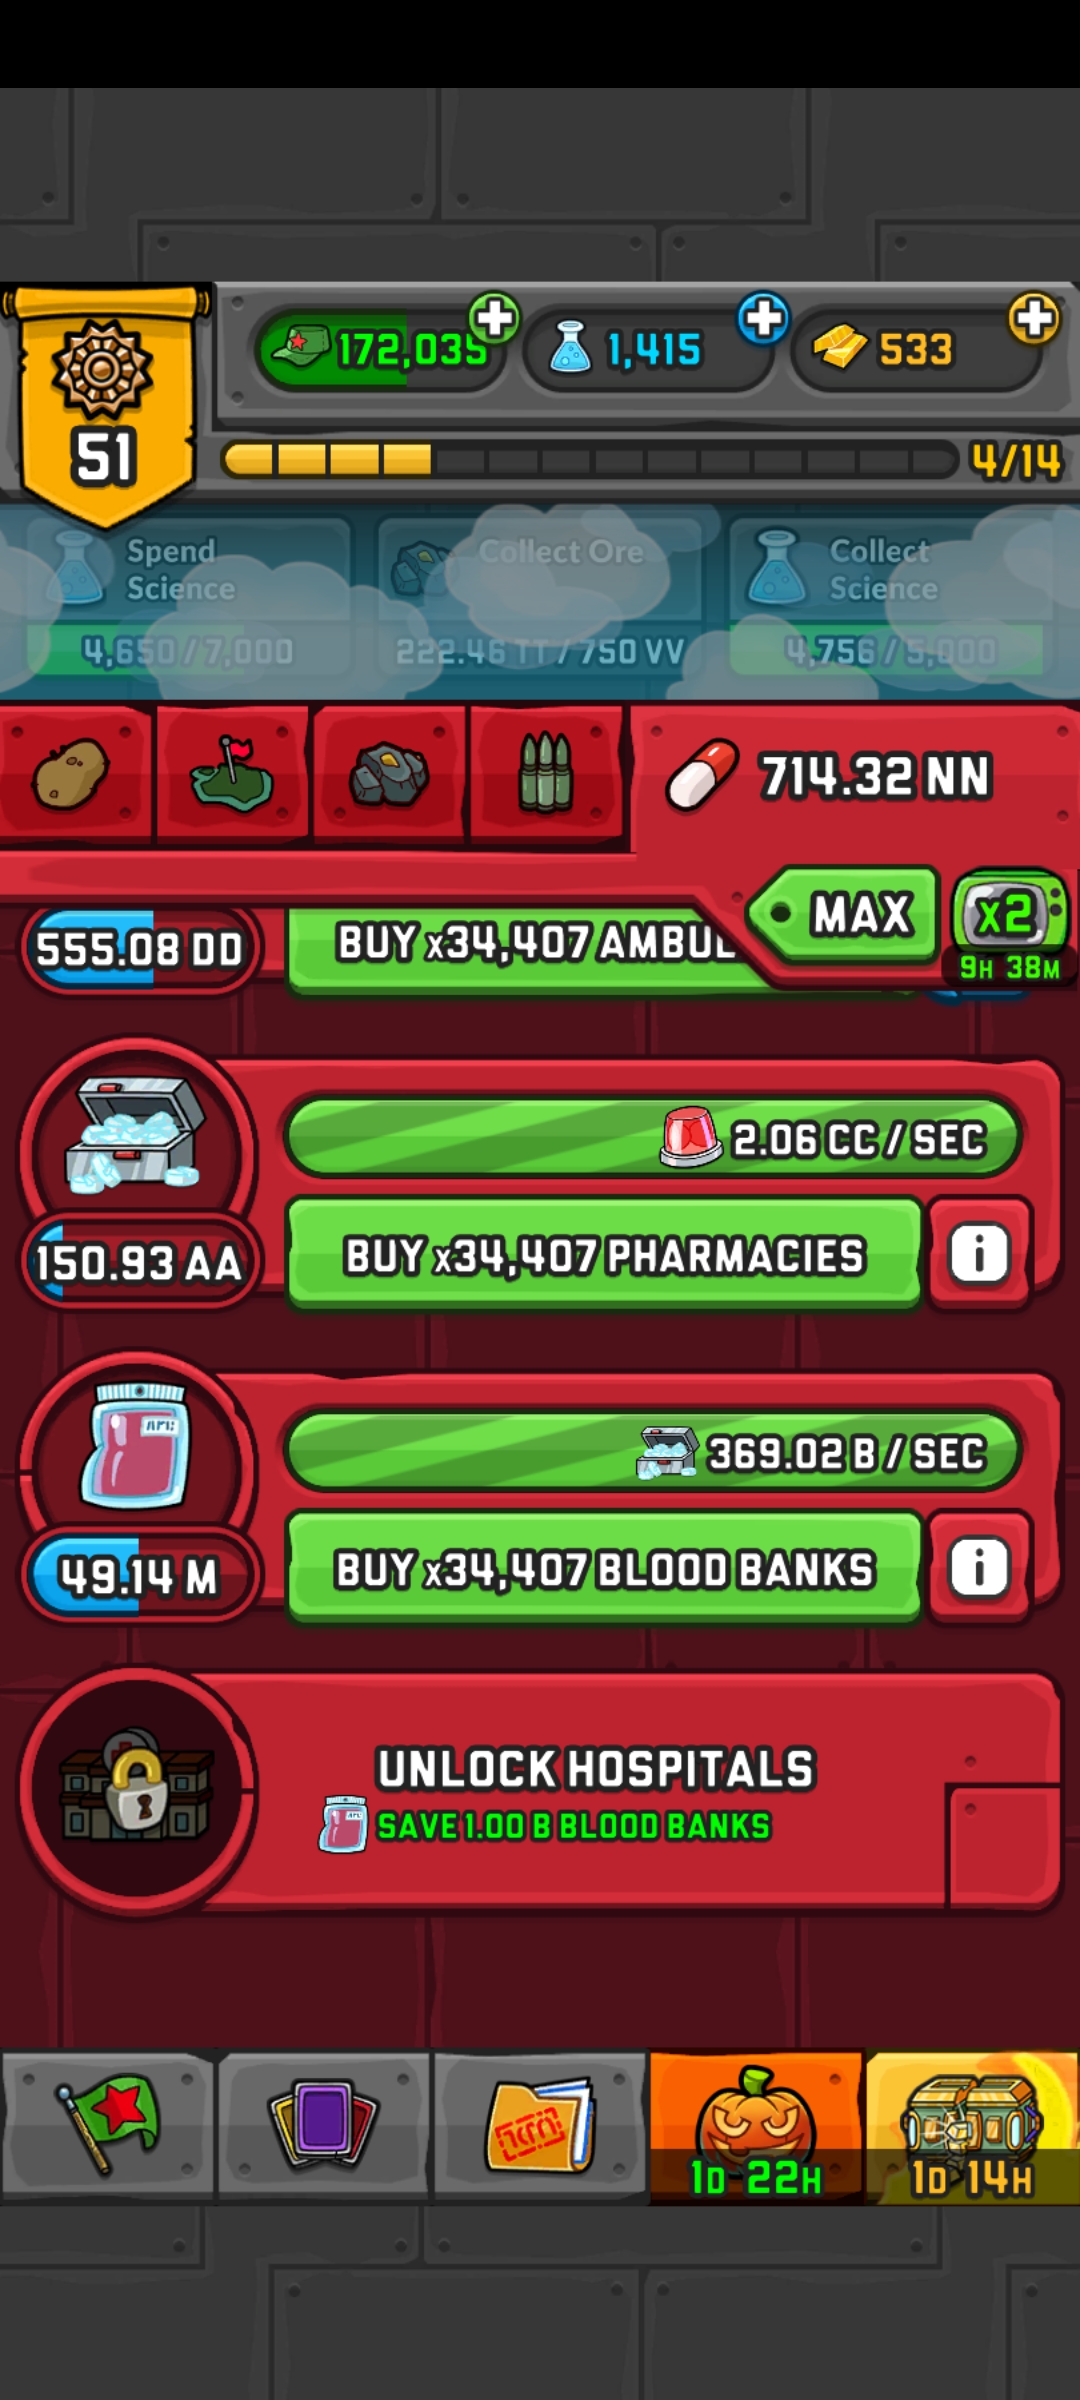 172,035
1,415
533
51
4/14
Spend
Science
4,650/7,000
Collect Ore
222.46 TT/750 VV
Collect
Science
4,756/5,000
714.32 NN
MAX
x2
9H 38M
555.08 DD
BUY x34,407 AMBUL
2.06 CC/SEC
150.93 AA
BUY x34,407 PHARMACIES
i
369.02 B/SEC
49.14 M
BUY x34,407 BLOOD BANKS
i
UNLOCK HOSPITALS
SAVE 1.00 B BLOOD BANKS
1D 22H
1D 14H